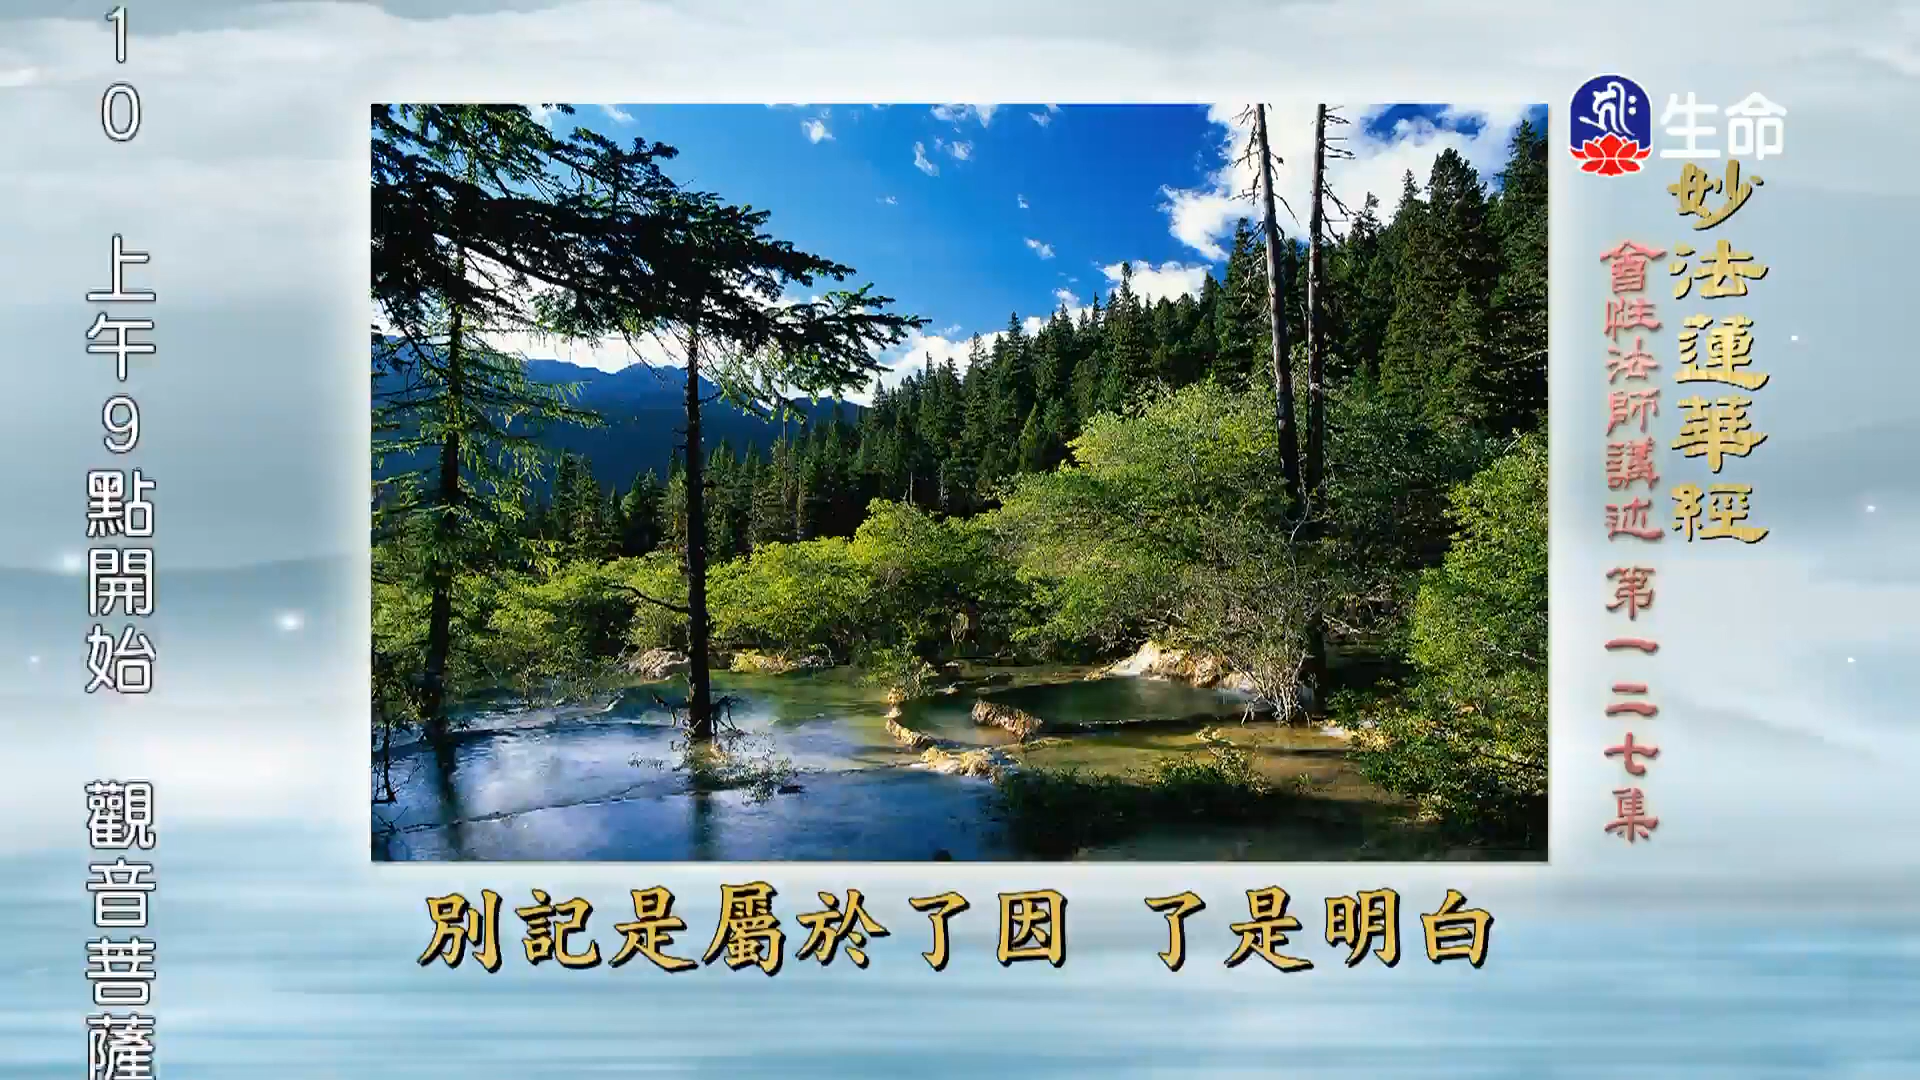 生命
妙法蓮華經
會性法師講述 第一二七集
10 上午9點開始 觀音菩薩
別記是屬於了因 了是明白